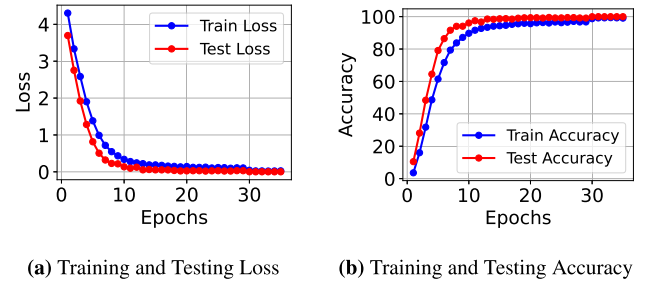 Loss
4
3
2
1
0
Train Loss
Test Loss
0
10
20
30
Epochs
(a) Training and Testing Loss
Accuracy
100
80
60
40
20
0
Train Accuracy
Test Accuracy
0
10
20
30
Epochs
(b) Training and Testing Accuracy